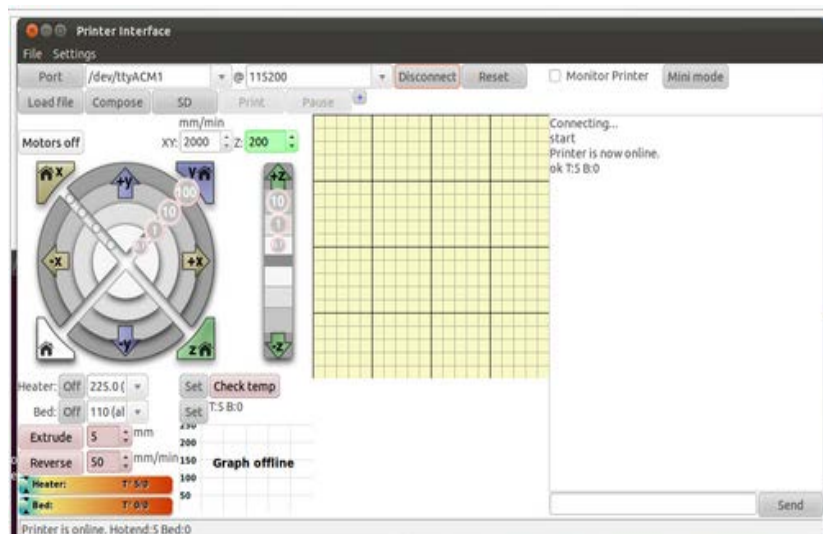 Printer Interface
File Settings
Port /dev/ttyACM1 @ 115200 Disconnect Reset Monitor Printer Mini mode
Load file Compose SD Print Pause +
mm/min
Motors off XY: 2000 Z: 200
Connecting...
start
Printer is now online.
ok T:5 B:0
X +y y +Z
100
10 10
1 1
-X +X
-y z -Z
Heater: Off 225.0 ( Set Check temp
Bed: Off 110 (al Set T:5 B:0
Extrude 5 mm
Reverse 50 mm/min
200
150
100
50
Graph offline
Heater: T° 5/0
Bed: T° 0/0
Send
Printer is online. Hotend:5 Bed:0